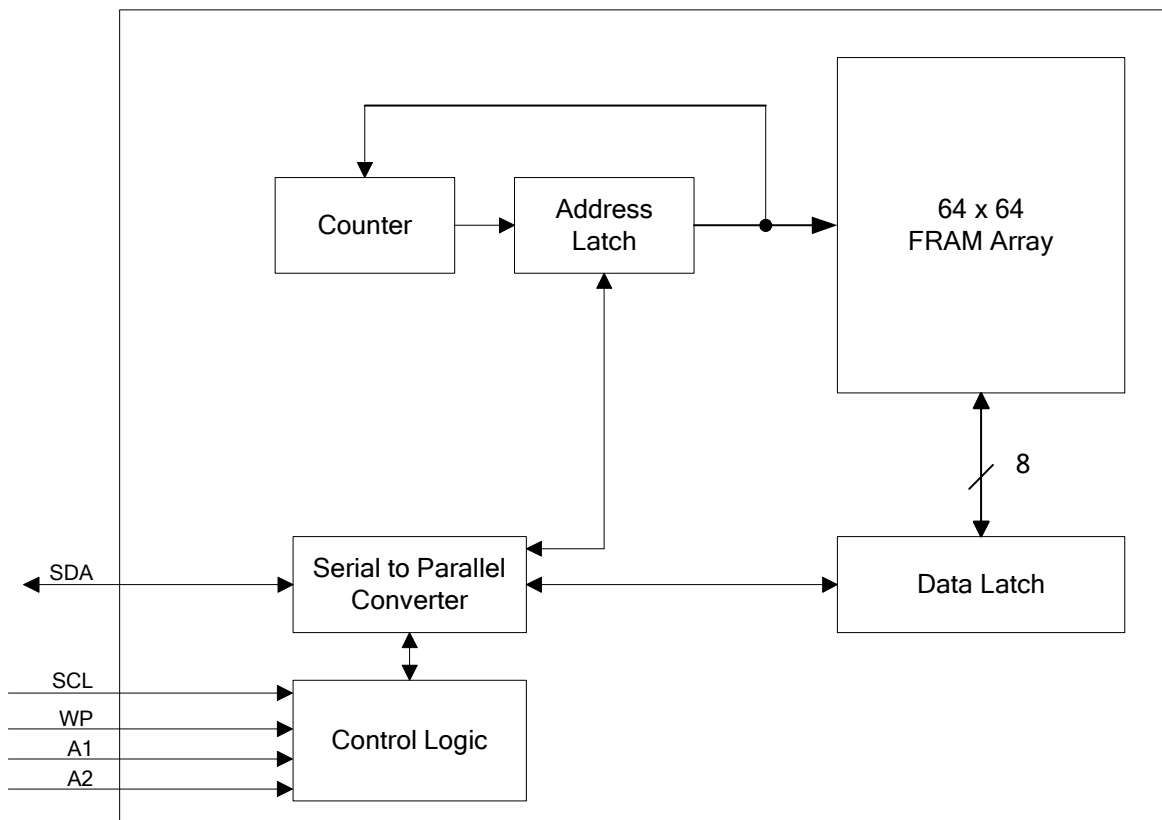 Counter
Address
Latch
64 x 64
FRAM Array
8
SDA
Serial to Parallel
Converter
Data Latch
SCL
WP
A1
A2
Control Logic